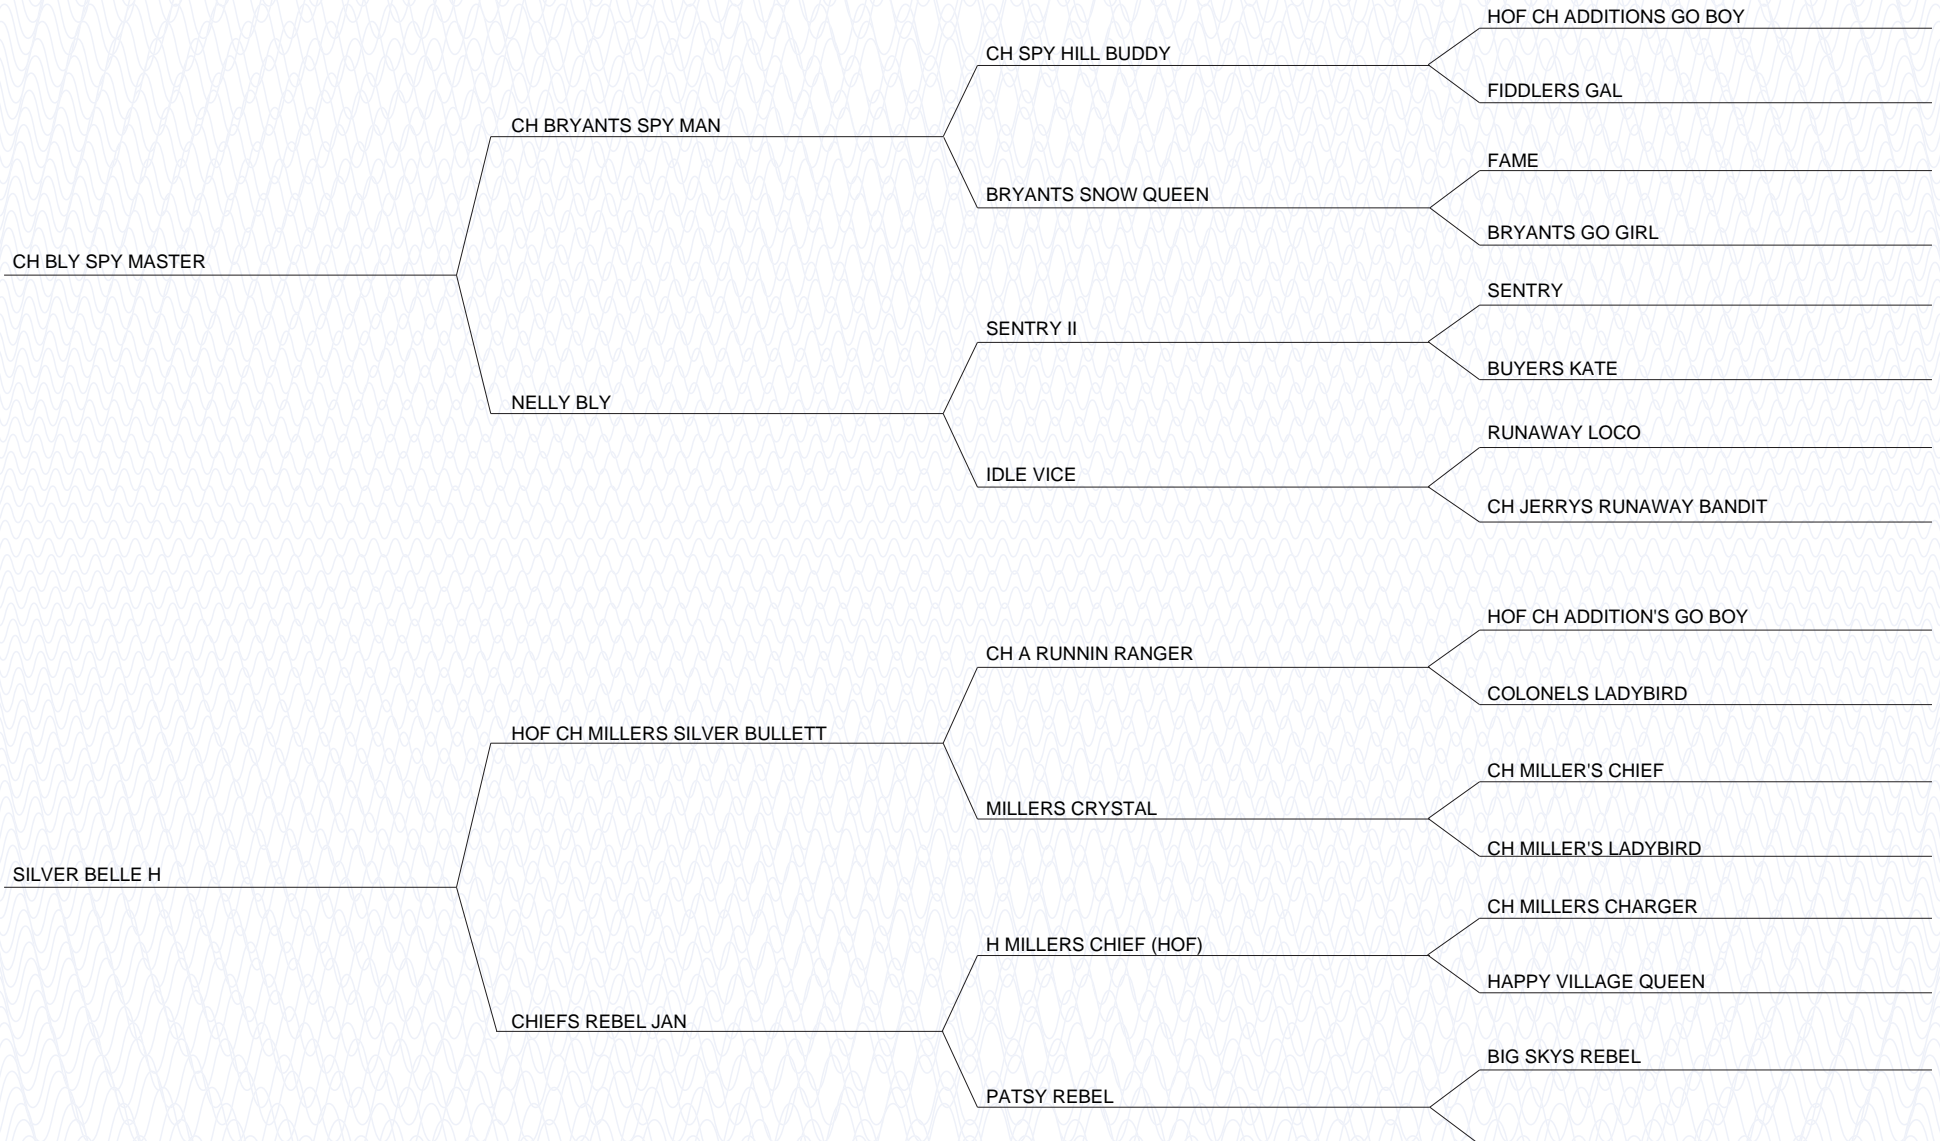 HOF CH ADDITIONS GO BOY
CH SPY HILL BUDDY
FIDDLERS GAL
CH BRYANTS SPY MAN
FAME
BRYANTS SNOW QUEEN
BRYANTS GO GIRL
CH BLY SPY MASTER
SENTRY
SENTRY II
BUYERS KATE
NELLY BLY
RUNAWAY LOCO
IDLE VICE
CH JERRYS RUNAWAY BANDIT
HOF CH ADDITION'S GO BOY
CH A RUNNIN RANGER
COLONELS LADYBIRD
HOF CH MILLERS SILVER BULLETT
CH MILLER'S CHIEF
MILLERS CRYSTAL
CH MILLER'S LADYBIRD
SILVER BELLE H
CH MILLERS CHARGER
H MILLERS CHIEF (HOF)
HAPPY VILLAGE QUEEN
CHIEFS REBEL JAN
BIG SKYS REBEL
PATSY REBEL